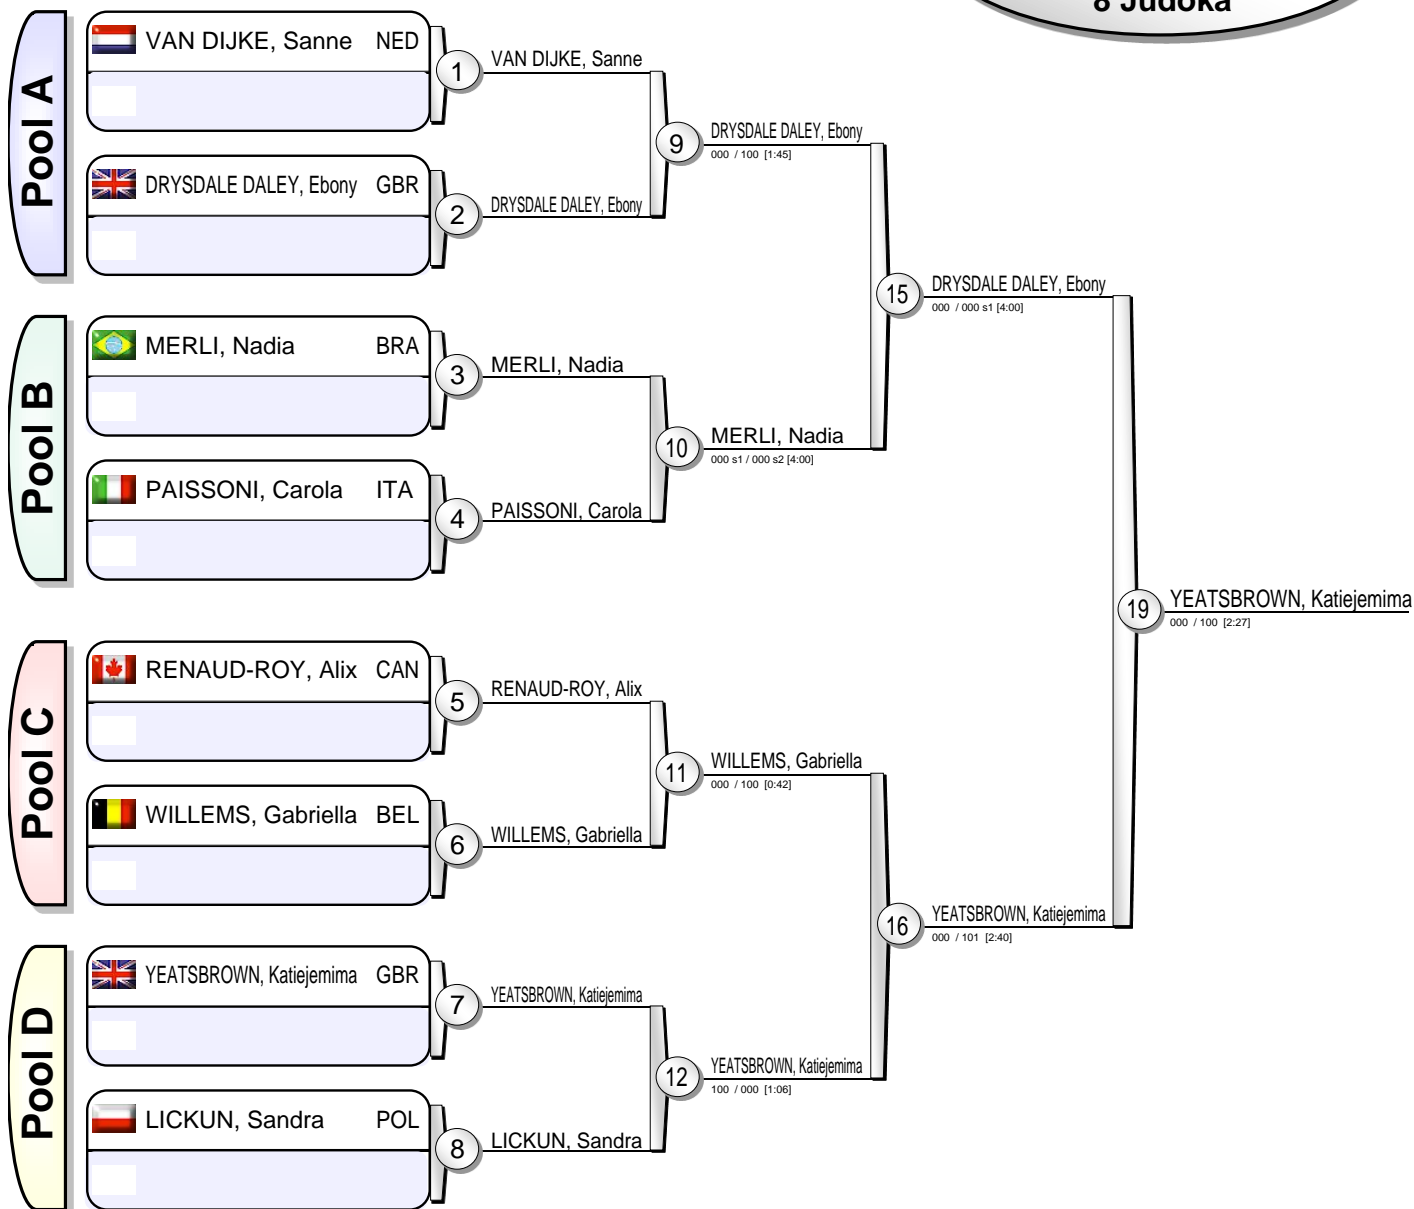 8 Judoka
Pool A
VAN DIJKE, Sanne NED
1
VAN DIJKE, Sanne
DRYSDALE DALEY, Ebony GBR
2
DRYSDALE DALEY, Ebony
9
DRYSDALE DALEY, Ebony
000 / 100 [1:45]
Pool B
MERLI, Nadia BRA
3
MERLI, Nadia
PAISSONI, Carola ITA
4
PAISSONI, Carola
10
MERLI, Nadia
000 s1 / 000 s2 [4:00]
15
DRYSDALE DALEY, Ebony
000 / 000 s1 [4:00]
Pool C
RENAUD-ROY, Alix CAN
5
RENAUD-ROY, Alix
WILLEMS, Gabriella BEL
6
WILLEMS, Gabriella
11
WILLEMS, Gabriella
000 / 100 [0:42]
Pool D
YEATSBROWN, Katiejemima GBR
7
YEATSBROWN, Katiejemima
LICKUN, Sandra POL
8
LICKUN, Sandra
12
YEATSBROWN, Katiejemima
100 / 000 [1:06]
16
YEATSBROWN, Katiejemima
000 / 101 [2:40]
19
YEATSBROWN, Katiejemima
000 / 100 [2:27]